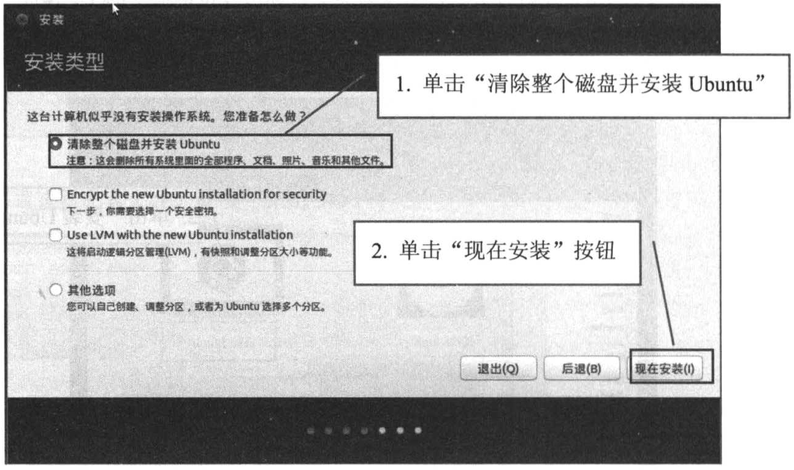 安装
安装类型
1. 单击“清除整个磁盘并安装 Ubuntu”
这台计算机似乎没有安装操作系统。您准备怎么做?
清除整个磁盘并安装 Ubuntu
注意:这会删除所有系统里面的全部程序、文档、照片、音乐和其他文件。
Encrypt the new Ubuntu installation for security
下一步,你需要选择一个安全密钥。
Use LVM with the new Ubuntu installation
这将启动逻辑分区管理(LVM),有快照和调整分区大小等功能。
2. 单击“现在安装”按钮
其他选项
您可以自己创建、调整分区,或者为 Ubuntu 选择多个分区。
退出(Q) 后退(B) 现在安装(I)